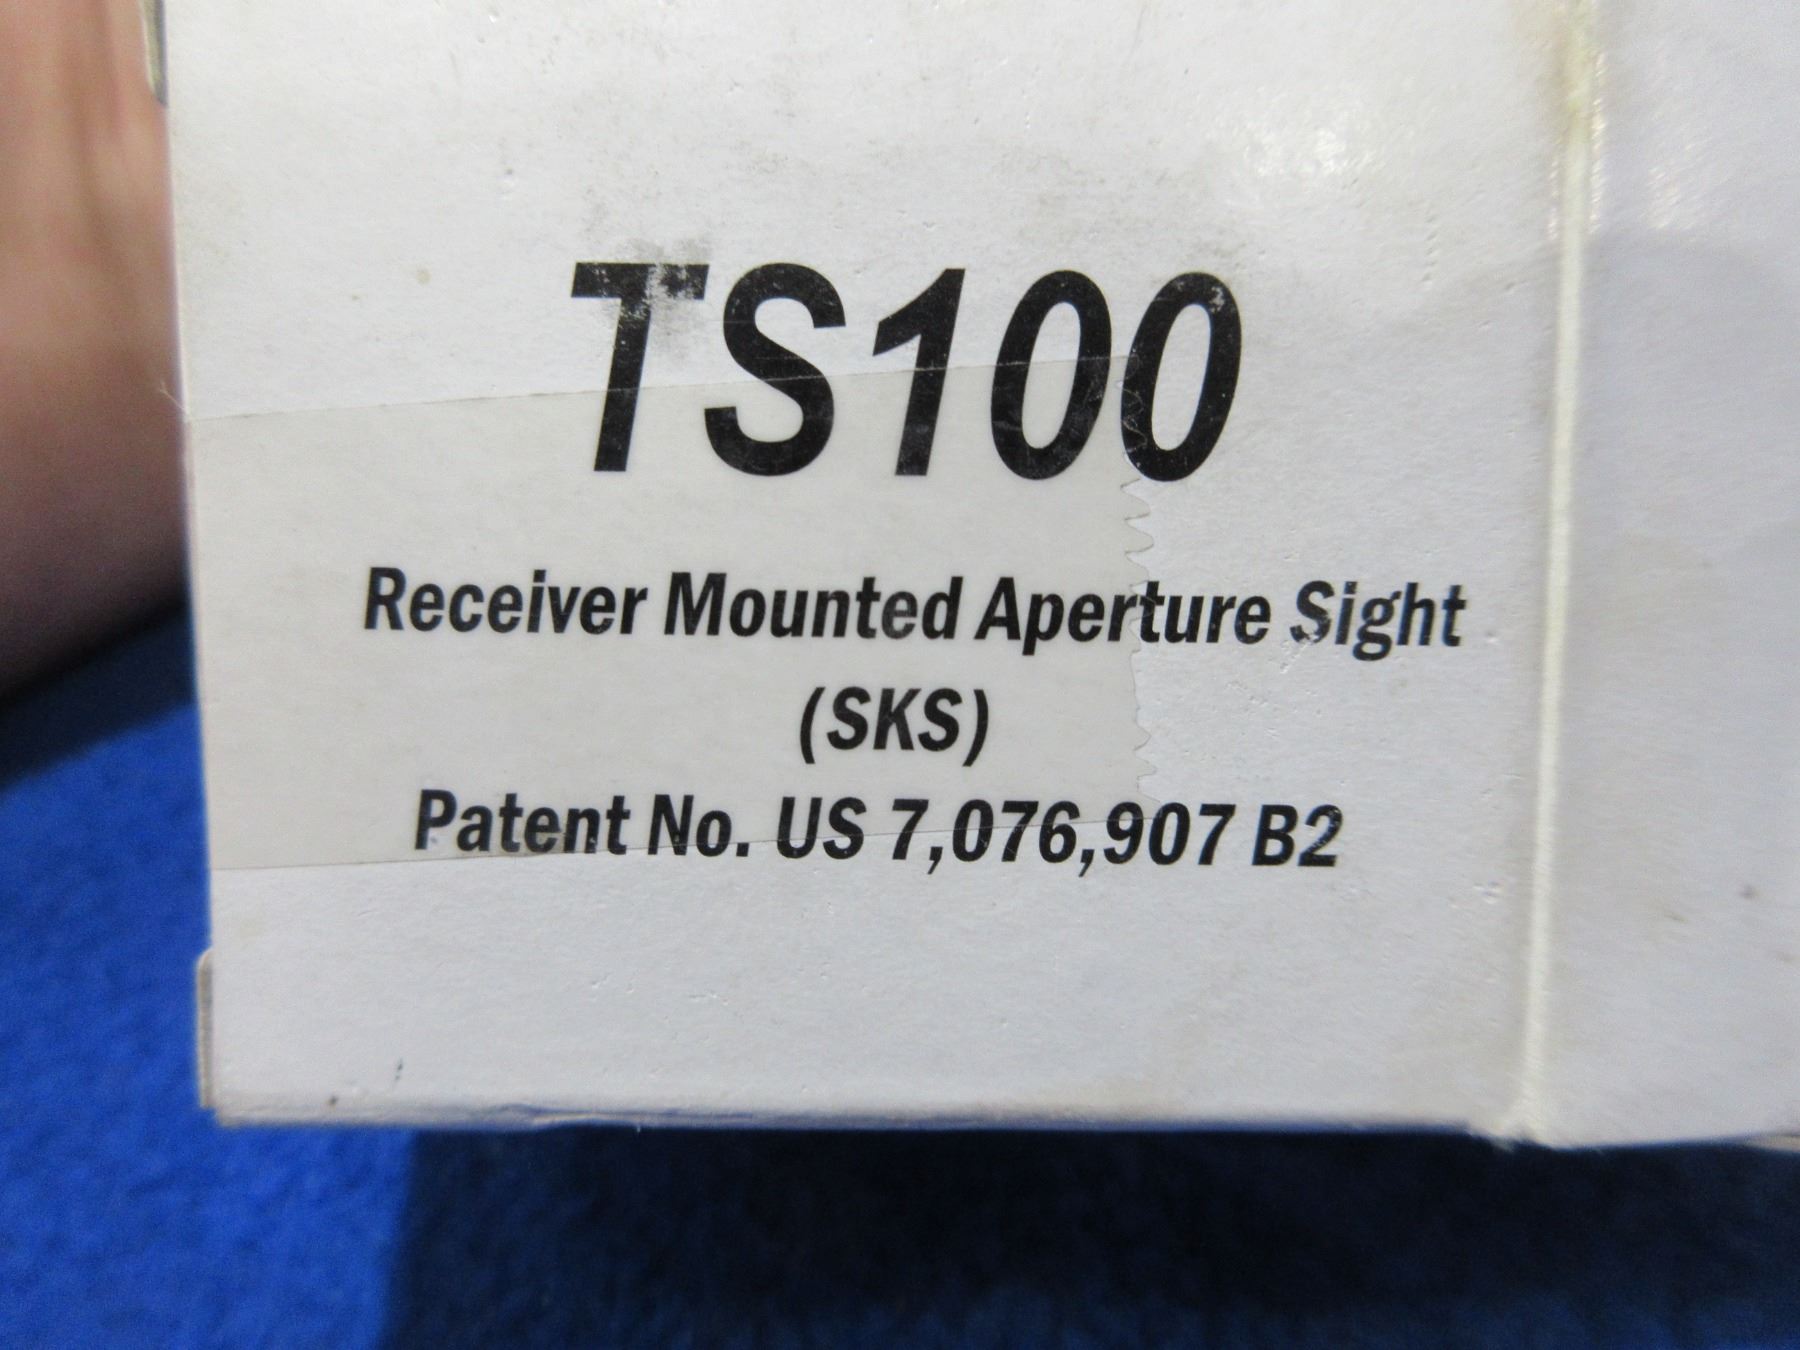 TS100
Receiver Mounted Aperture Sight
(SKS)
Patent No. US 7,076,907 B2